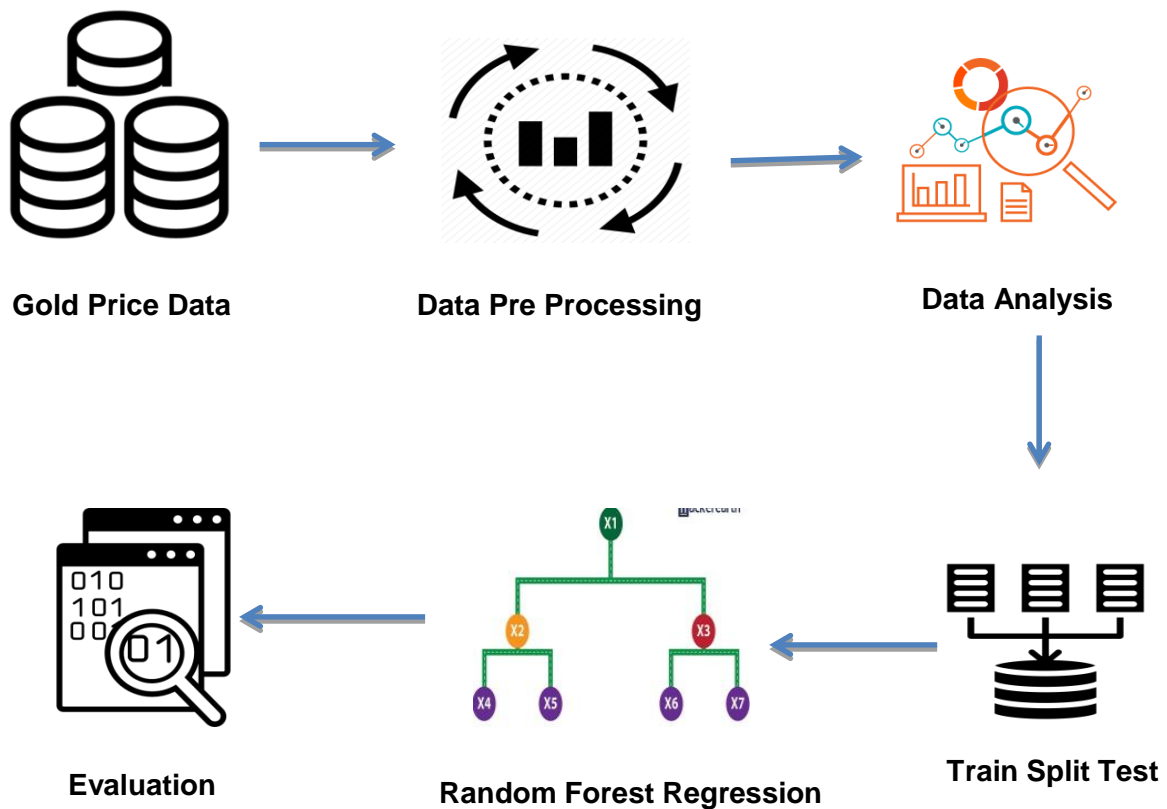 Gold Price Data
Data Pre Processing
Data Analysis
Train Split Test
X1
X2
X3
X4
X5
X6
X7
Random Forest Regression
010
101
00
01
Evaluation